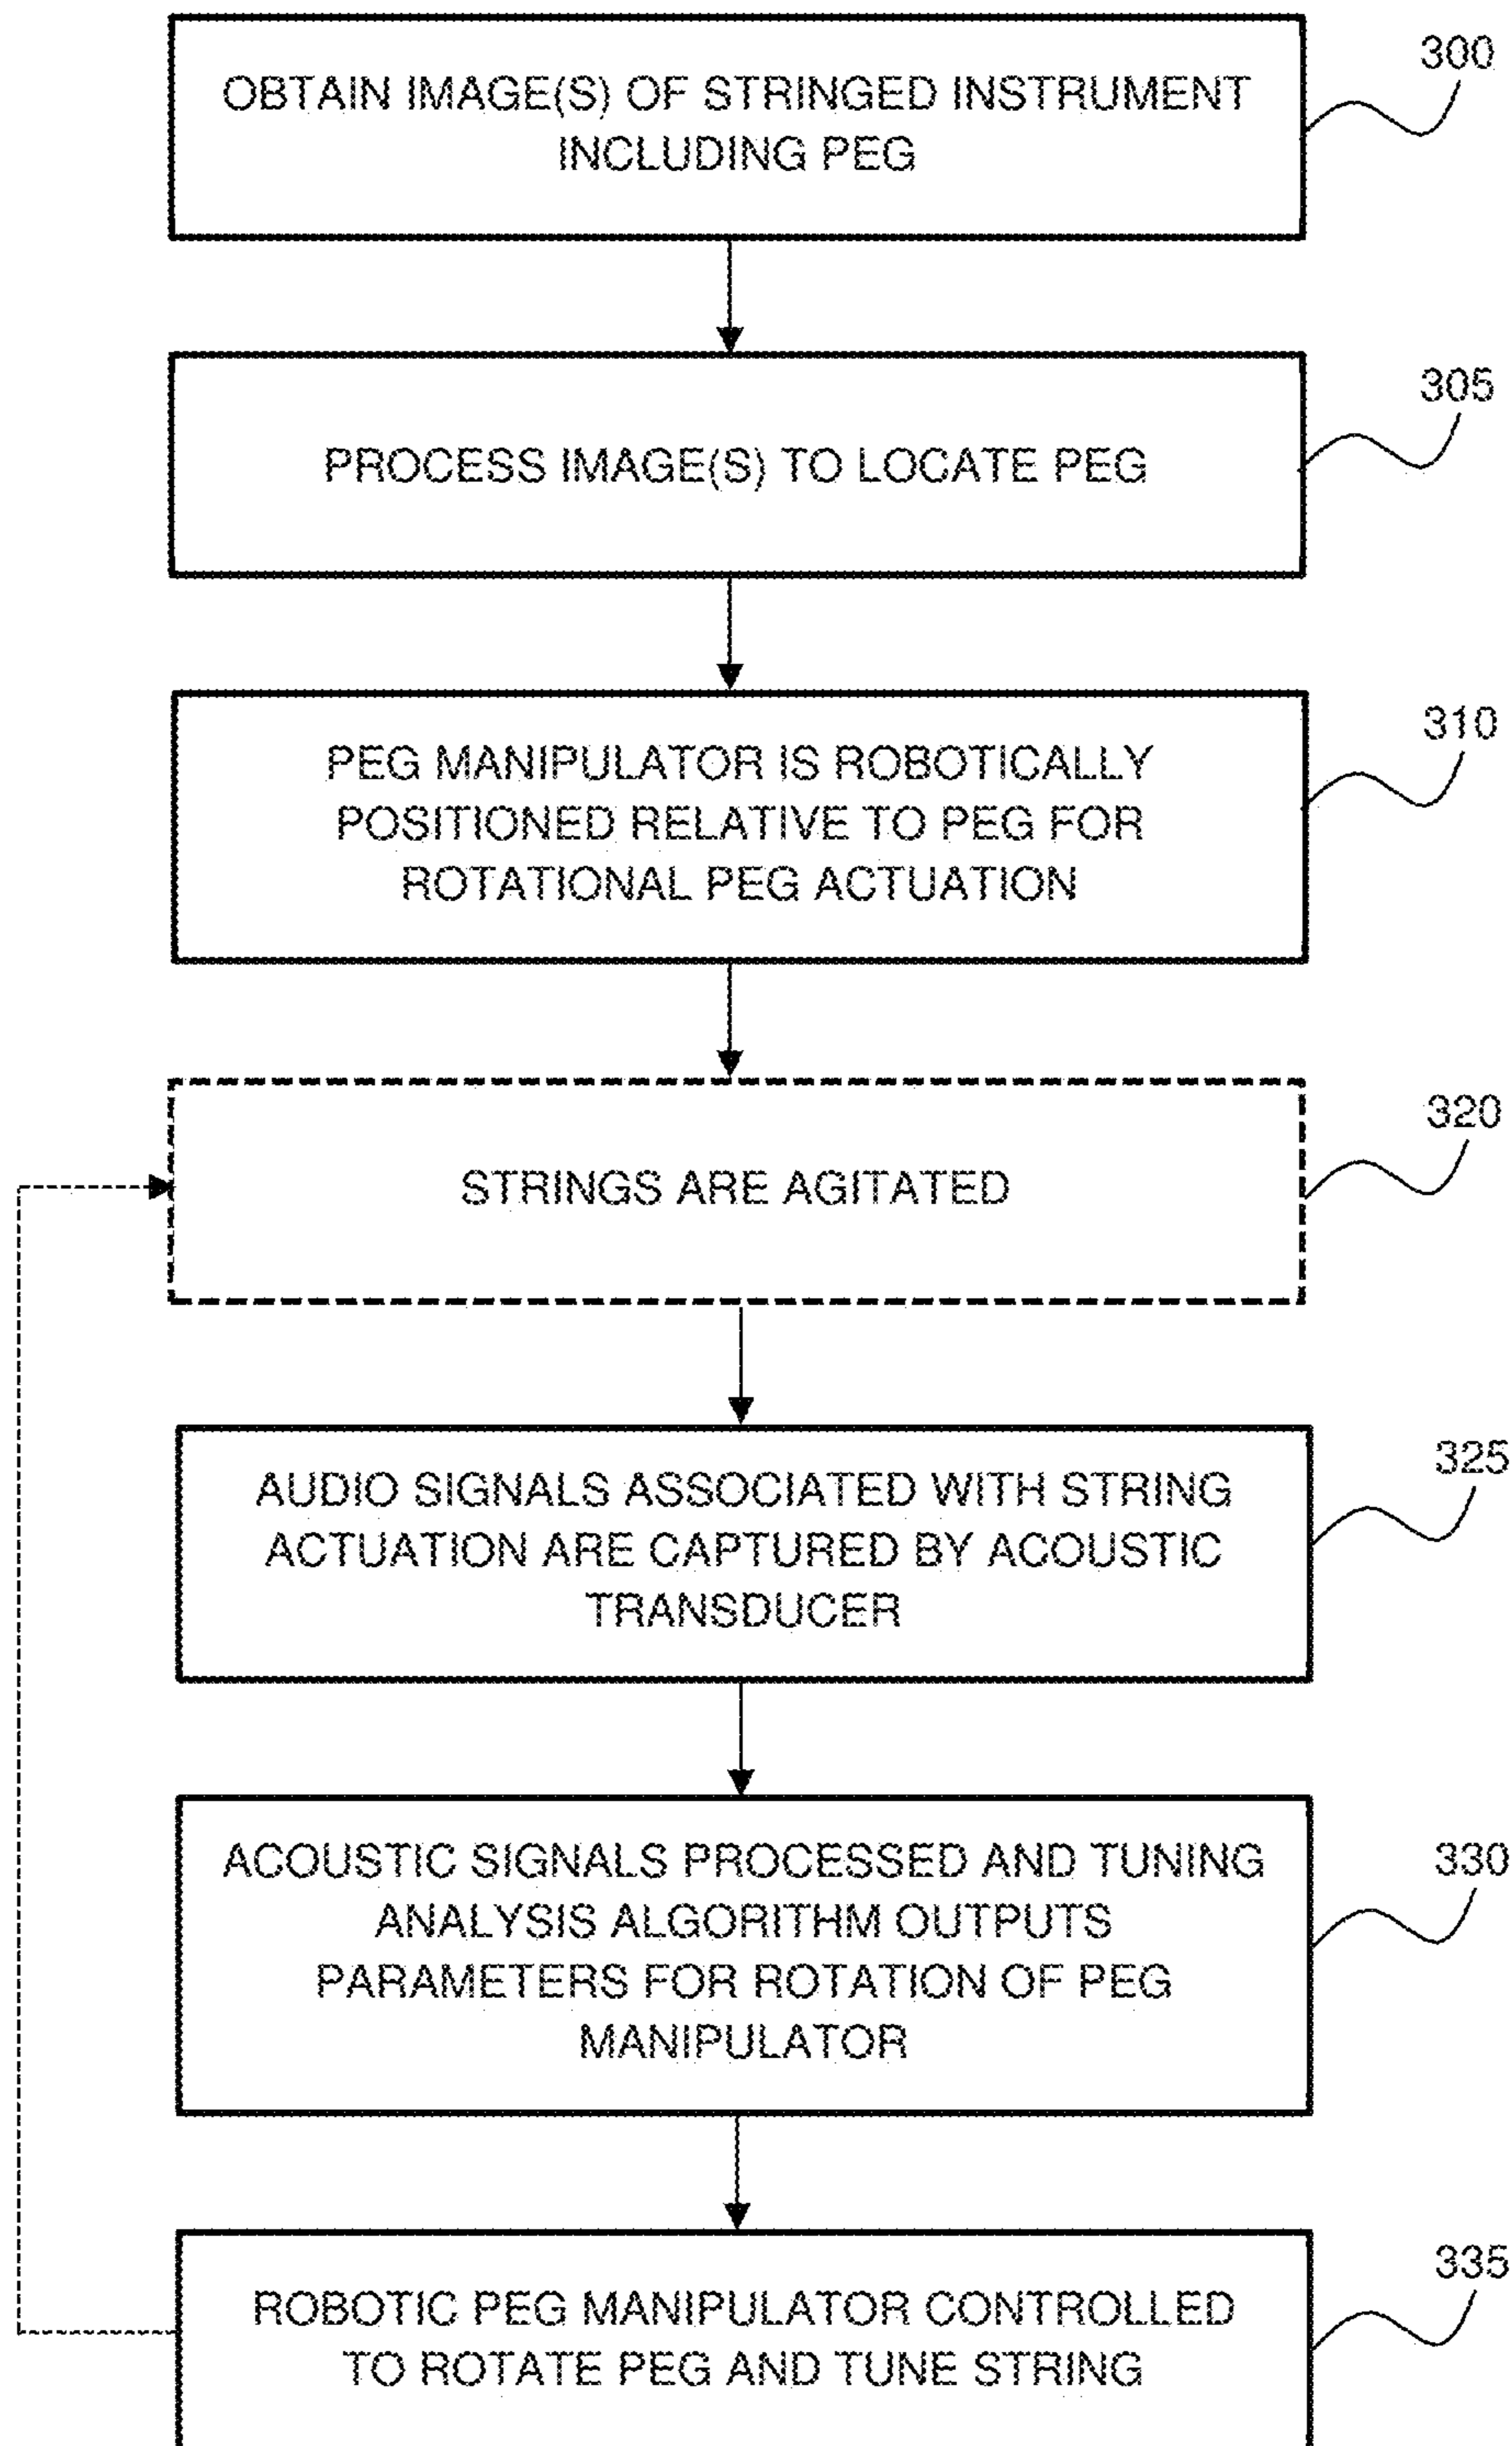 OBTAIN IMAGE(S) OF STRINGED INSTRUMENT
INCLUDING PEG
300
PROCESS IMAGE(S) TO LOCATE PEG
305
PEG MANIPULATOR IS ROBOTICALLY
POSITIONED RELATIVE TO PEG FOR
ROTATIONAL PEG ACTUATION
310
STRINGS ARE AGITATED
320
AUDIO SIGNALS ASSOCIATED WITH STRING
ACTUATION ARE CAPTURED BY ACOUSTIC
TRANSDUCER
325
ACOUSTIC SIGNALS PROCESSED AND TUNING
ANALYSIS ALGORITHM OUTPUTS
PARAMETERS FOR ROTATION OF PEG
MANIPULATOR
330
ROBOTIC PEG MANIPULATOR CONTROLLED
TO ROTATE PEG AND TUNE STRING
335